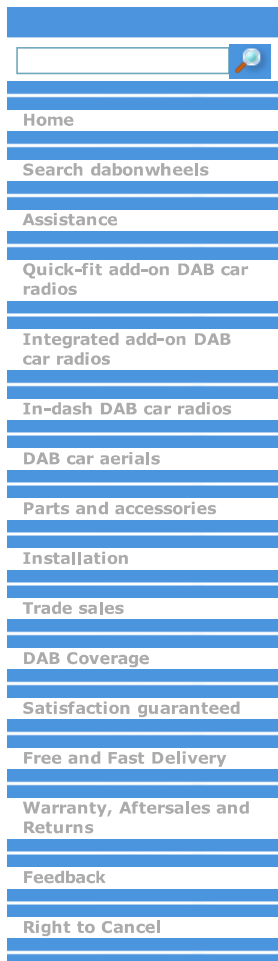 Home
Search dabonwheels
Assistance
Quick-fit add-on DAB car
radios
Integrated add-on DAB
car radios
In-dash DAB car radios
DAB car aerials
Parts and accessories
Installation
Trade sales
DAB Coverage
Satisfaction guaranteed
Free and Fast Delivery
Warranty, Aftersales and
Returns
Feedback
Right to Cancel